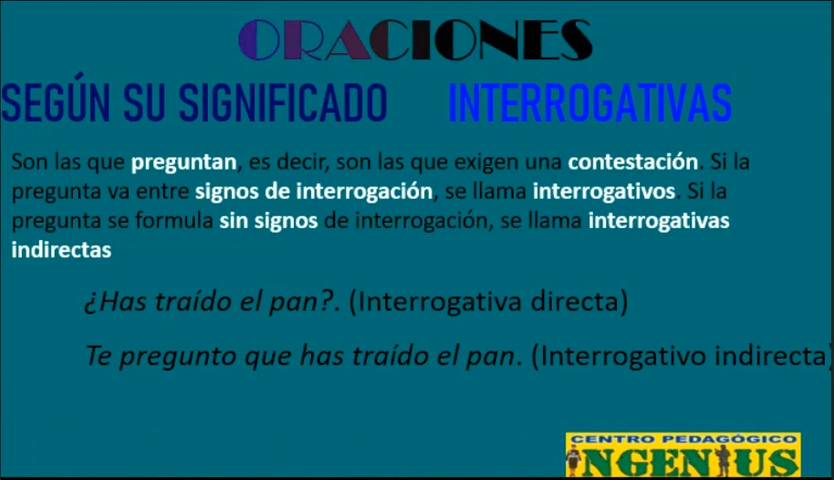 ORACIONES
SEGÚN SU SIGNIFICADO INTERROGATIVAS
Son las que preguntan, es decir, son las que exigen una contestación. Si la
pregunta va entre signos de interrogación, se llama interrogativos. Si la
pregunta se formula sin signos de interrogación, se llama interrogativas
indirectas
¿Has traído el pan?. (Interrogativa directa)
Te pregunto que has traído el pan. (Interrogativo indirecta)
CENTRO PEDAGÓGICO
INGENIUS